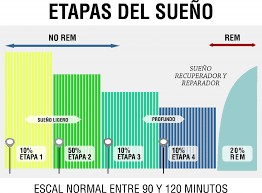 ETAPAS DEL SUEÑO
NO REM
REM
SUEÑO
RECUPERADOR Y
REPARADOR
SUEÑO LIGERO
PROFUNDO
10%
ETAPA 1
50%
ETAPA 2
10%
ETAPA 3
10%
ETAPA 4
20%
REM
ESCAL NORMAL ENTRE 90 Y 120 MINUTOS